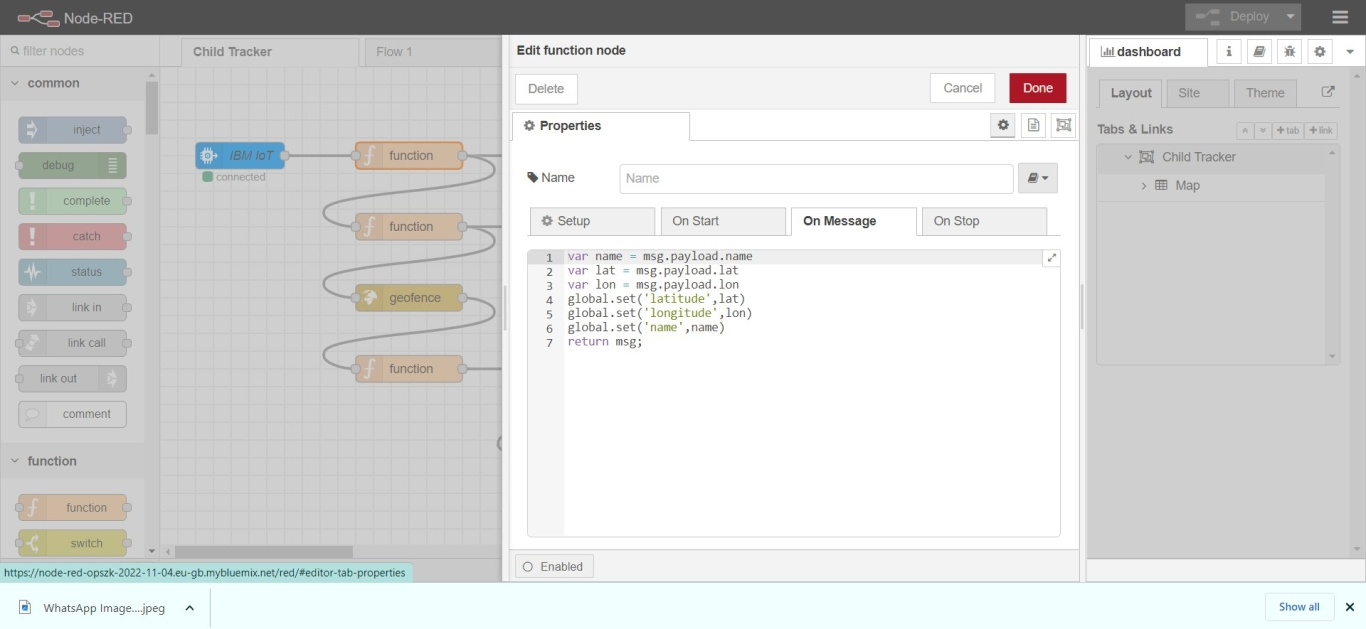 Node-RED
Deploy
filter nodes
Child Tracker
Flow 1
Edit function node
dashboard
Delete
Cancel
Done
Layout
Site
Theme
common
Properties
Tabs & Links
tab
link
inject
IBM IoT
function
connected
Child Tracker
debug
Name
Name
Map
complete
function
Setup
On Start
On Message
On Stop
catch
status
1 var name = msg.payload.name
2 var lat = msg.payload.lat
3 var lon = msg.payload.lon
4 global.set('latitude',lat)
5 global.set('longitude',lon)
6 global.set('name',name)
7 return msg;
link in
geofence
link call
function
link out
comment
function
function
switch
Enabled
https://node-red-opszk-2022-11-04.eu-gb.mybluemix.net/red/#editor-tab-properties
WhatsApp Image....jpeg
Show all